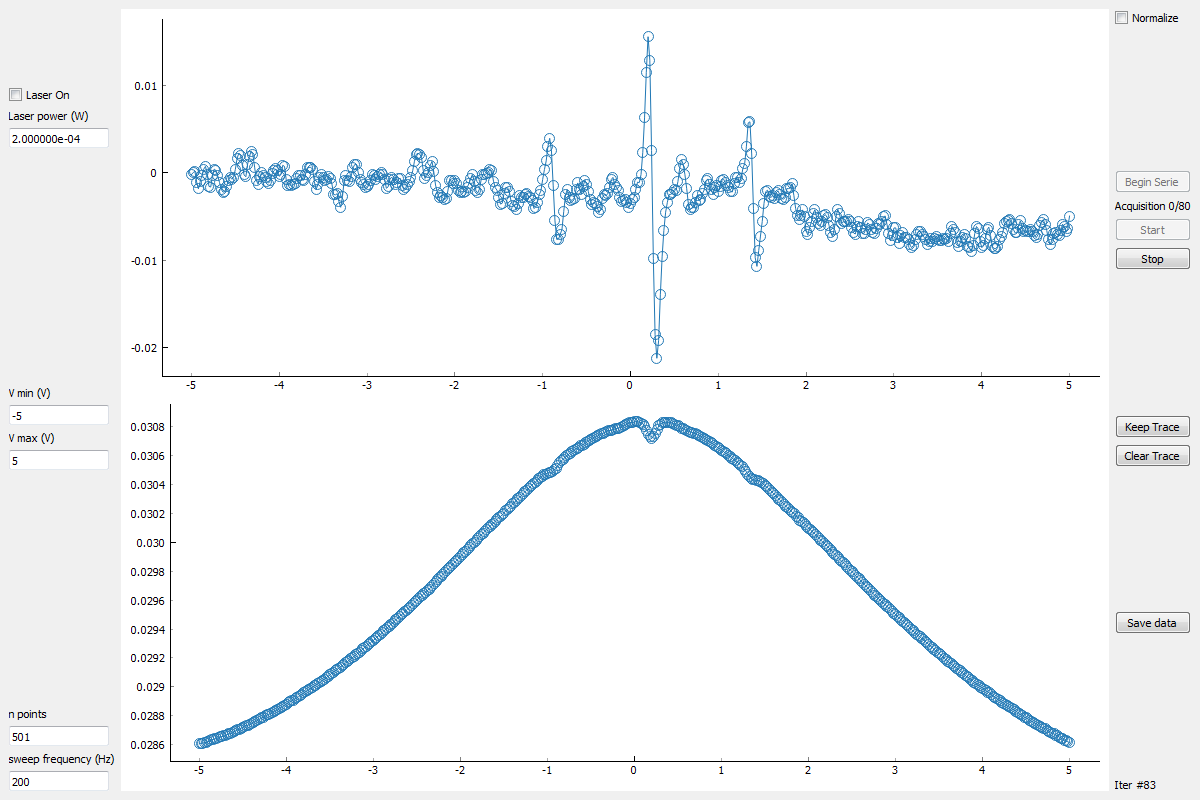 Laser On
Laser power (W)
2.000000e-04
V min (V)
-5
V max (V)
5
n points
501
sweep frequency (Hz)
200
0.01
0
-0.01
-0.02
-5 -4 -3 -2 -1 0 1 2 3 4 5
0.0308
0.0306
0.0304
0.0302
0.030
0.0298
0.0296
0.0294
0.0292
0.029
0.0288
0.0286
-5 -4 -3 -2 -1 0 1 2 3 4 5
Normalize
Begin Serie
Acquisition 0/80
Start
Stop
Keep Trace
Clear Trace
Save data
Iter #83